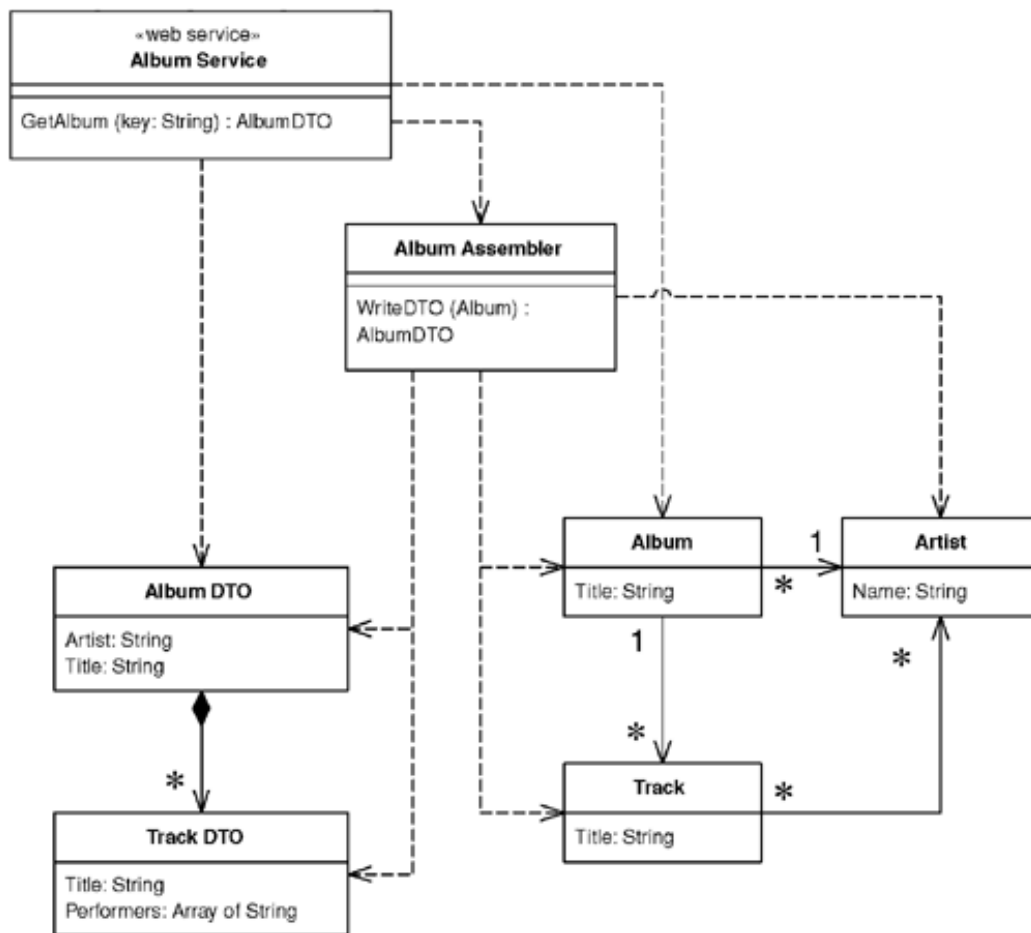 «web service»
Album Service
GetAlbum (key: String) : AlbumDTO
Album Assembler
WriteDTO (Album) :
AlbumDTO
Album
Title: String
1
*
1
*
Artist
Name: String
*
*
Track
Title: String
Album DTO
Artist: String
Title: String
*
Track DTO
Title: String
Performers: Array of String